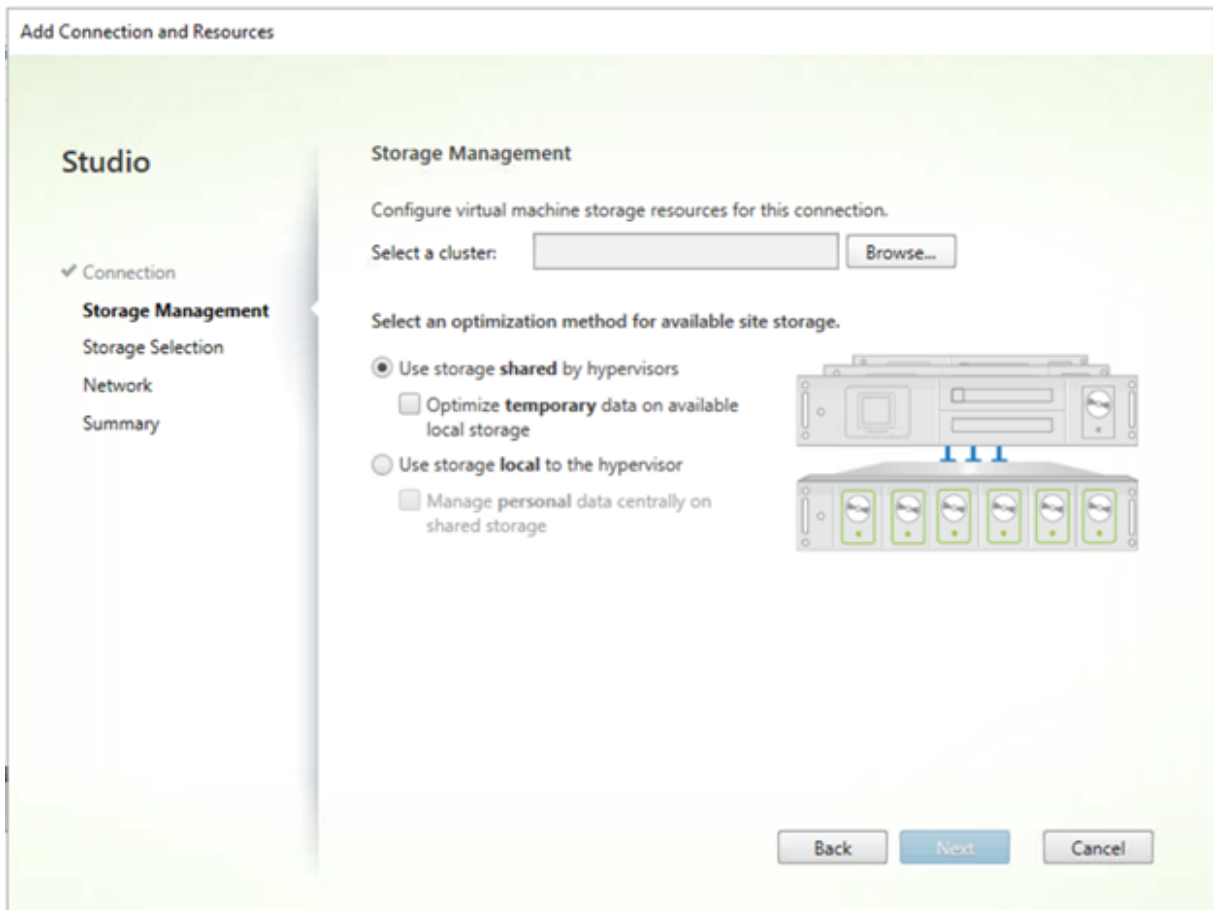 Add Connection and Resources
Studio
✓ Connection
Storage Management
Storage Selection
Network
Summary
Storage Management
Configure virtual machine storage resources for this connection.
Select a cluster:
Browse...
Select an optimization method for available site storage.
Use storage shared by hypervisors
Optimize temporary data on available
local storage
Use storage local to the hypervisor
Manage personal data centrally on
shared storage
Back
Next
Cancel